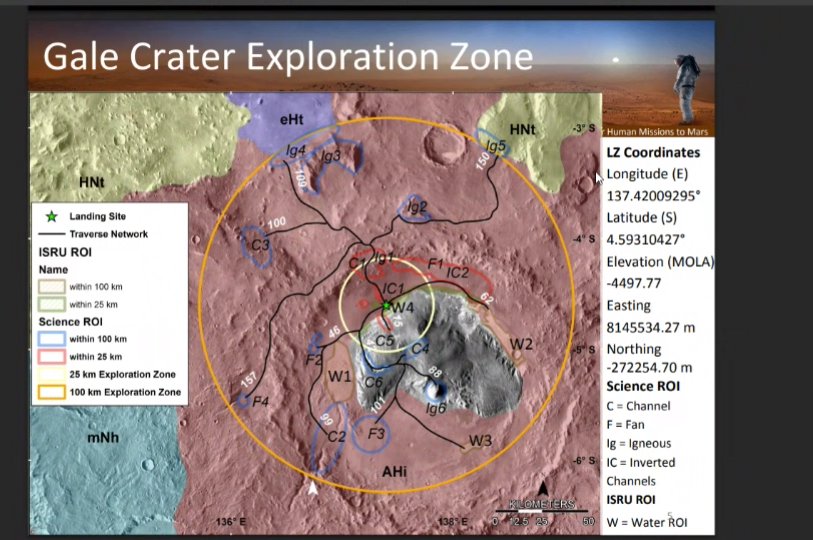 Gale Crater Exploration Zone
r Human Missions to Mars
eHt
HNt
-3° S
Ig4
Ig3
Ig5
109
150
HNt
Ig2
100
C3
-4° S
C1
Ig1
F1
IC2
IC1
62
W4
15
46
C5
C4
W2
-5° S
F2
W1
C6
88
157
F4
Ig6
101
99
C2
F3
W3
mNh
AHi
-6° S
136° E
138° E
KILOMETERS
0 12.5 25 50
Landing Site
Traverse Network
ISRU ROI
Name
within 100 km
within 25 km
Science ROI
within 100 km
within 25 km
25 km Exploration Zone
100 km Exploration Zone
LZ Coordinates
Longitude (E)
137.42009295°
Latitude (S)
4.59310427°
Elevation (MOLA)
-4497.77
Easting
8145534.27 m
Northing
-272254.70 m
Science ROI
C = Channel
F = Fan
Ig = Igneous
IC = Inverted
Channels
ISRU ROI
5
W = Water ROI